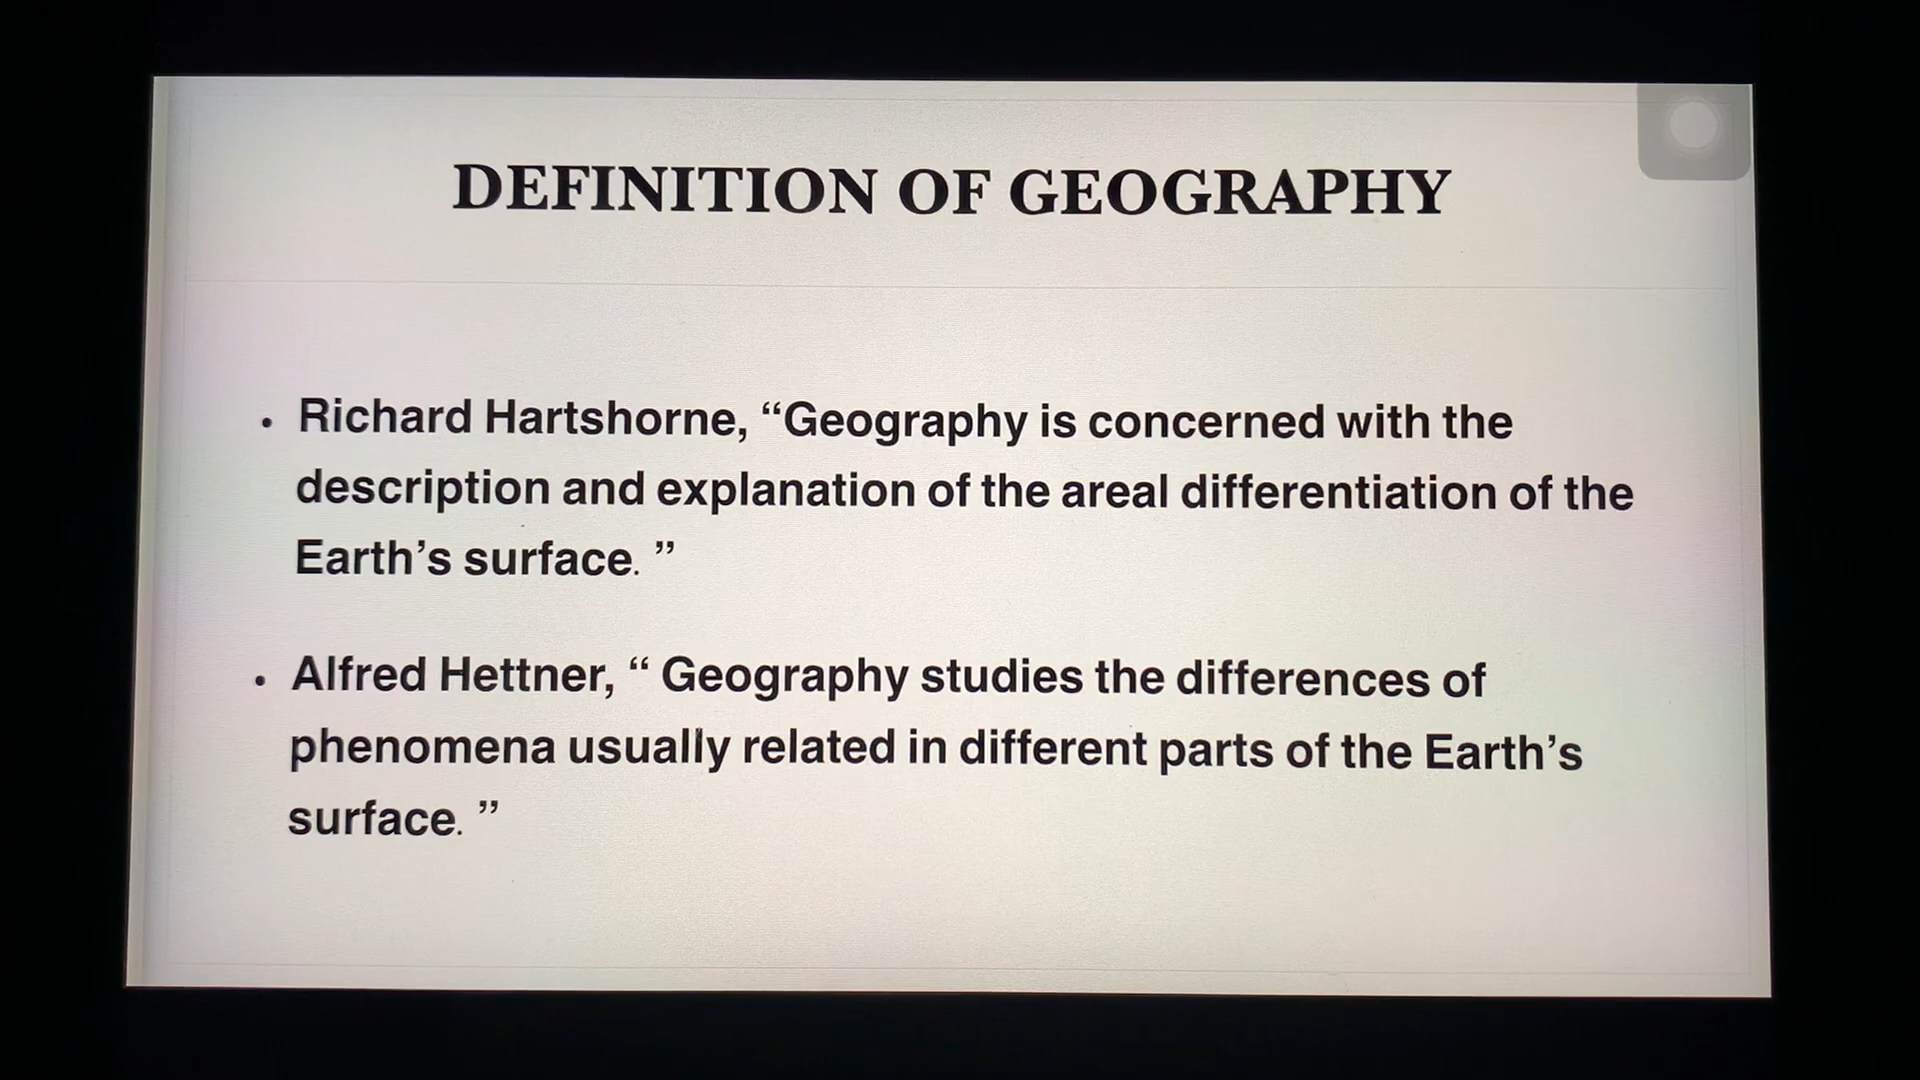 DEFINITION OF GEOGRAPHY
• Richard Hartshorne, “Geography is concerned with the
description and explanation of the areal differentiation of the
Earth’s surface. ”
• Alfred Hettner, “ Geography studies the differences of
phenomena usually related in different parts of the Earth’s
surface. ”